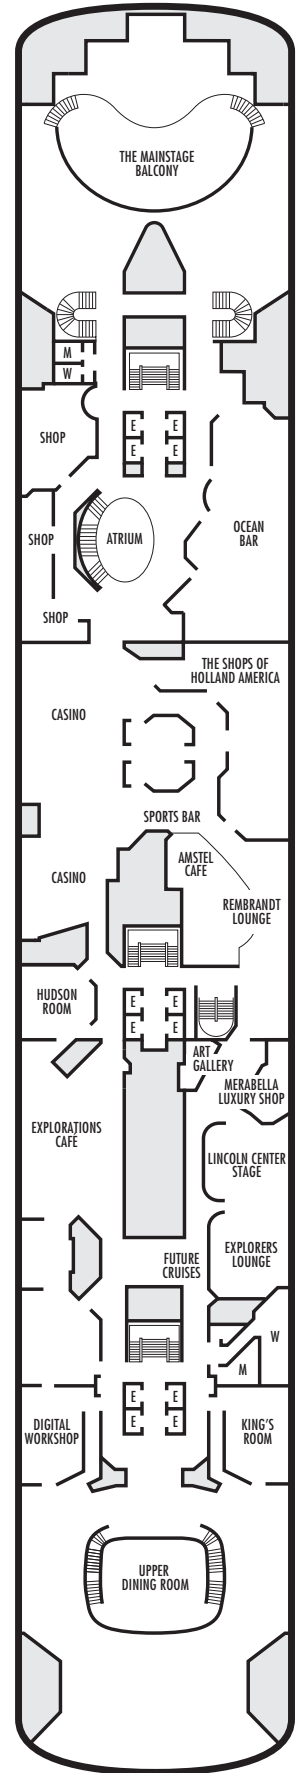 THE MAINSTAGE
BALCONY
M
W
SHOP
E
E
E
E
SHOP
ATRIUM
OCEAN
BAR
SHOP
THE SHOPS OF
HOLLAND AMERICA
CASINO
SPORTS BAR
AMSTEL
CAFE
CASINO
REMBRANDT
LOUNGE
HUDSON
ROOM
E
E
E
E
ART
GALLERY
MERABELLA
LUXURY SHOP
EXPLORATIONS
CAFÉ
LINCOLN CENTER
STAGE
FUTURE
CRUISES
EXPLORERS
LOUNGE
W
M
E
E
E
E
DIGITAL
WORKSHOP
KING'S
ROOM
UPPER
DINING ROOM